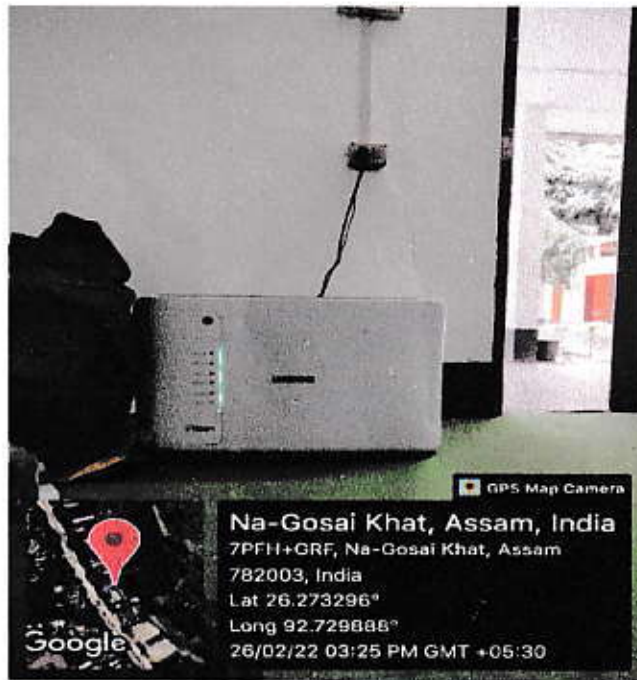 GPS Map Camera
Na-Gosai Khat, Assam, India
7PFH+GRF, Na-Gosai Khat, Assam
782003, India
Lat 26.273296°
Long 92.729888°
26/02/22 03:25 PM GMT +05:30
Google